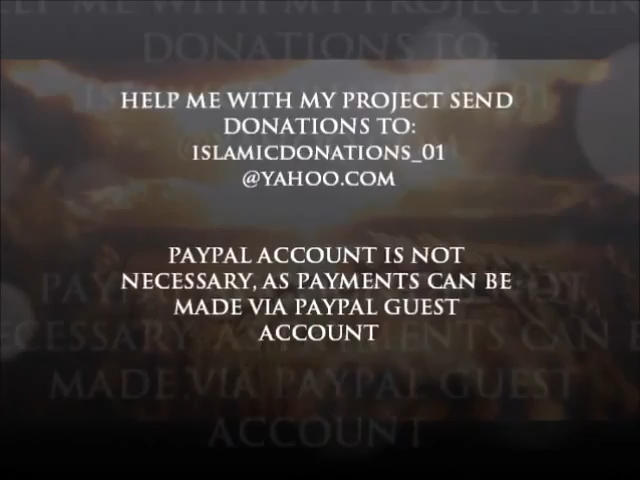 HELP ME WITH MY PROJECT SEND
DONATIONS TO:
ISLAMICDONATIONS_01
@YAHOO.COM
PAYPAL ACCOUNT IS NOT
NECESSARY, AS PAYMENTS CAN BE
MADE VIA PAYPAL GUEST
ACCOUNT